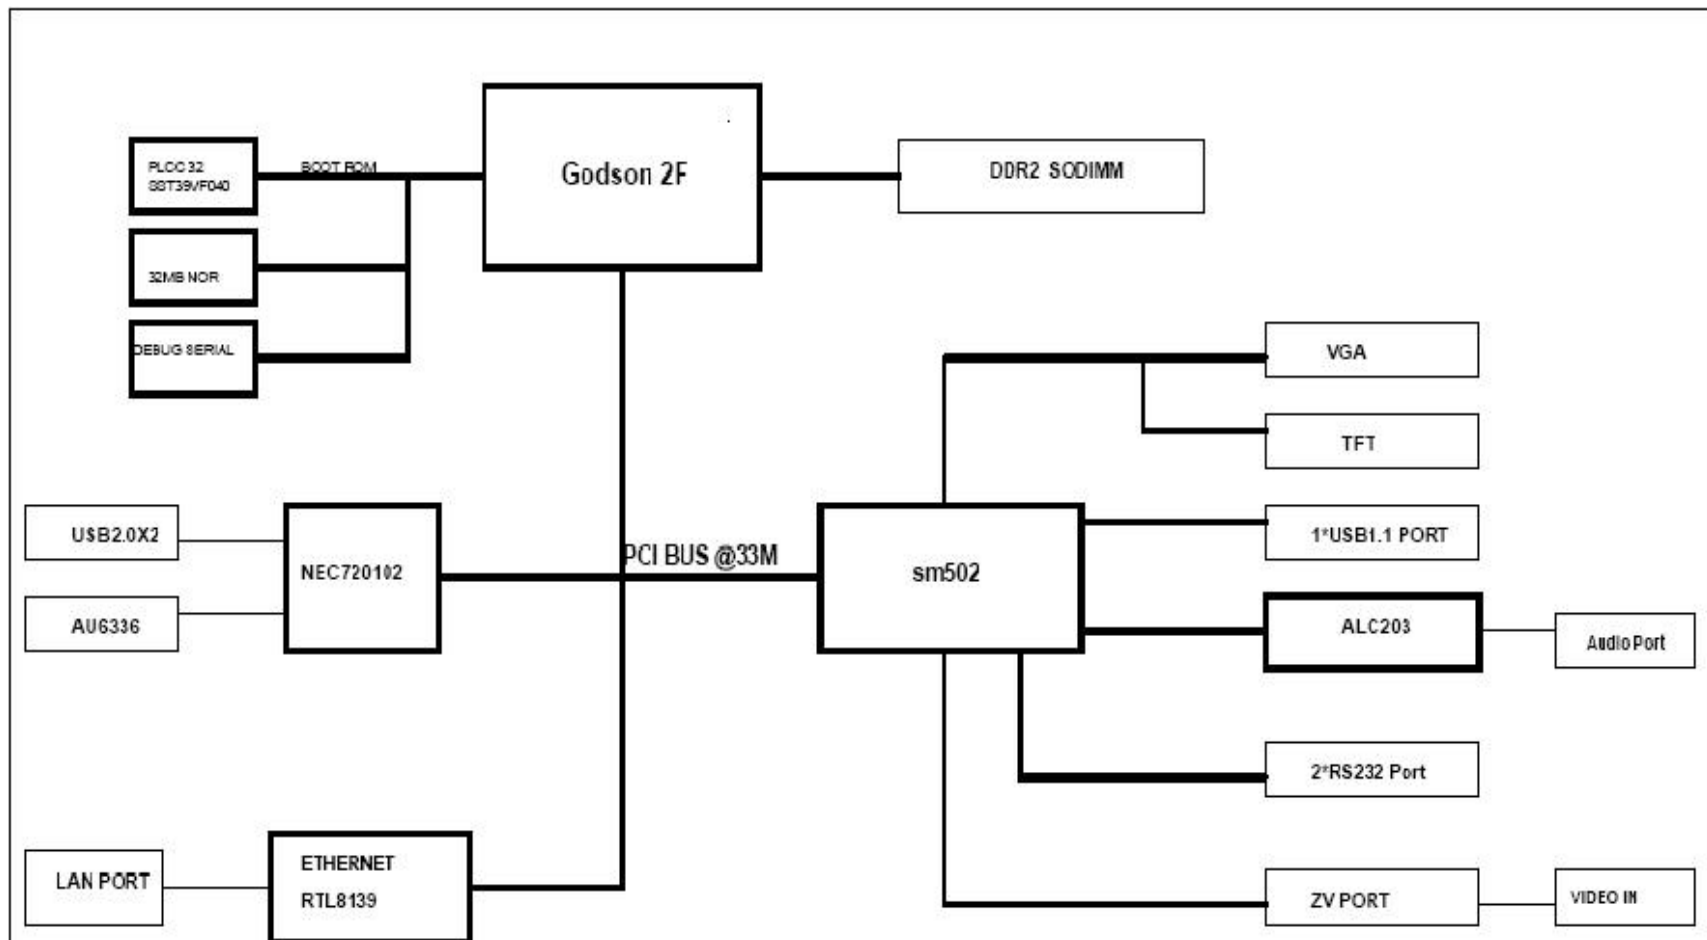 Godson 2F
PLCC 32
SST39VF040
BOOT ROM
DDR2 SODIMM
32MB NOR
DEBUG SERIAL
VGA
TFT
USB2.0X2
NEC720102
PCI BUS @33M
sm502
1*USB1.1 PORT
AU6336
ALC203
Audio Port
2*RS232 Port
LAN PORT
ETHERNET
RTL8139
ZV PORT
VIDEO IN